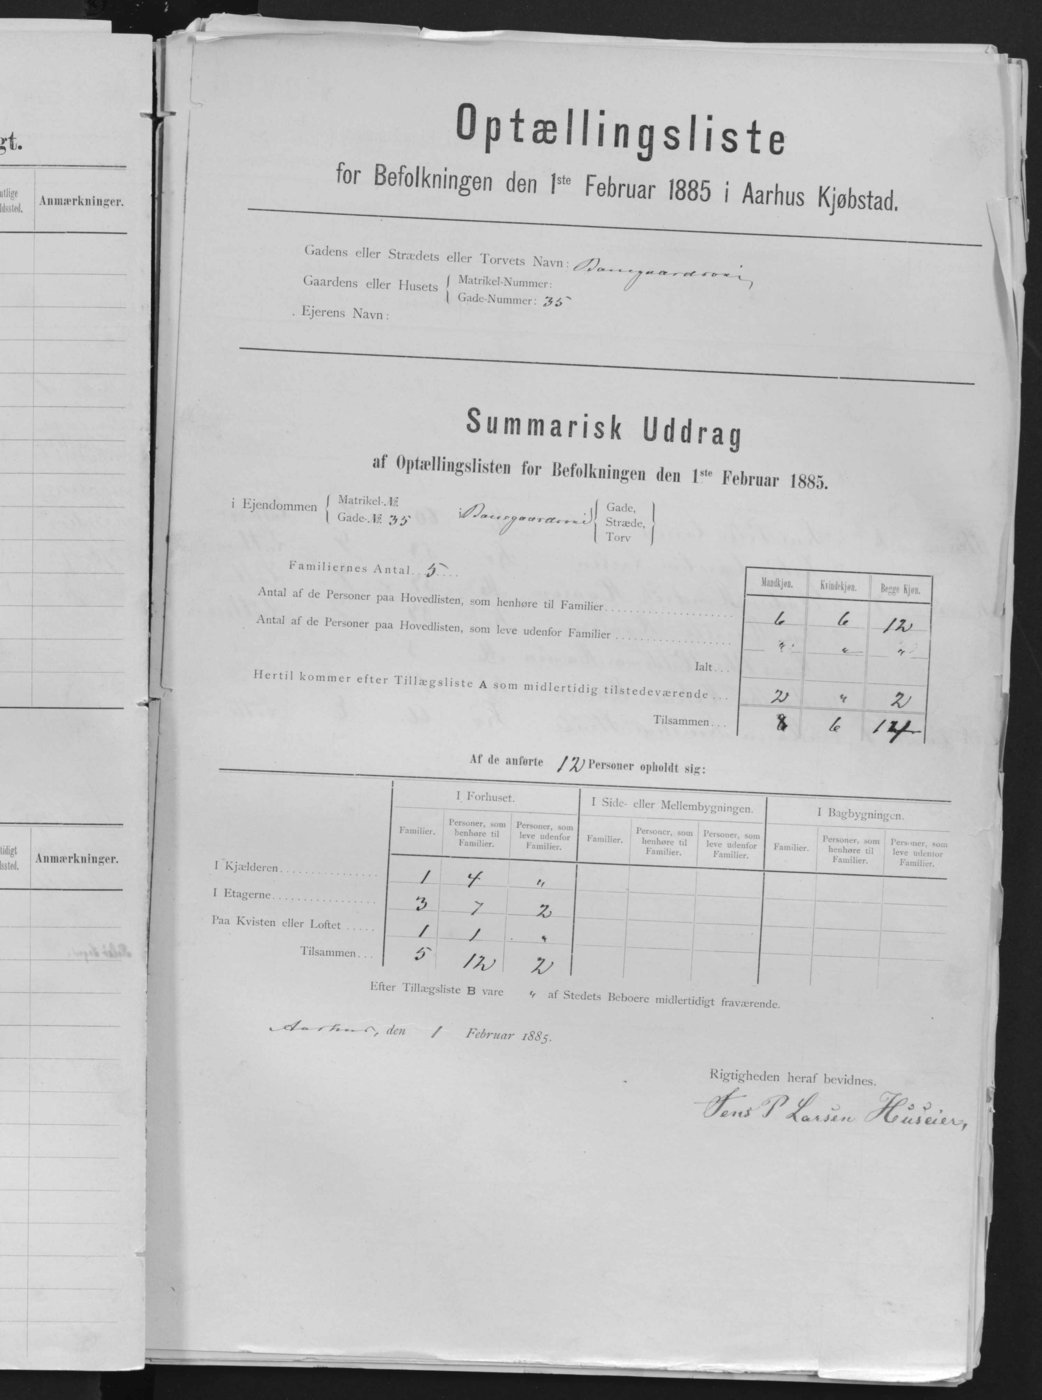 gt.
ntlige
ldssted.
Anmærkninger.
tidigt
dssted.
Anmærkninger.
Optællingsliste
for Befolkningen den 1ste Februar 1885 i Aarhus Kjøbstad.
Gadens eller Strædets eller Torvets Navn: Banegaardsvei,
Gaardens eller Husets { Matrikel-Nummer:
Gade-Nummer: 35
Ejerens Navn:
Summarisk Uddrag
af Optællingslisten for Befolkningen den 1ste Februar 1885.
i Ejendommen { Matrikel-№
Gade-№ 35 i Banegaardsvei { Gade,
Stræde,
Torv }
Familiernes Antal 5
Mandkjøn. Kvindekjøn. Begge Kjøn.
Antal af de Personer paa Hovedlisten, som henhøre til Familier 6 6 12
Antal af de Personer paa Hovedlisten, som leve udenfor Familier " " "
Ialt
Hertil kommer efter Tillægsliste A som midlertidig tilstedeværende 2 " 2
Tilsammen 8 6 14
Af de anførte 12 Personer opholdt sig:
I Forhuset. I Side- eller Mellembygningen. I Bagbygningen.
Familier. Personer, som henhøre til Familier. Personer, som leve udenfor Familier. Familier. Personer, som henhøre til Familier. Personer, som leve udenfor Familier. Familier. Personer, som henhøre til Familier. Personer, som leve udenfor Familier.
I Kjælderen 1 4 "
I Etagerne 3 7 2
Paa Kvisten eller Loftet 1 1 "
Tilsammen 5 12 2
Efter Tillægsliste B vare " af Stedets Beboere midlertidigt fraværende.
Aarhus, den 1 Februar 1885.
Rigtigheden heraf bevidnes.
Jens P Larsen Huseier,